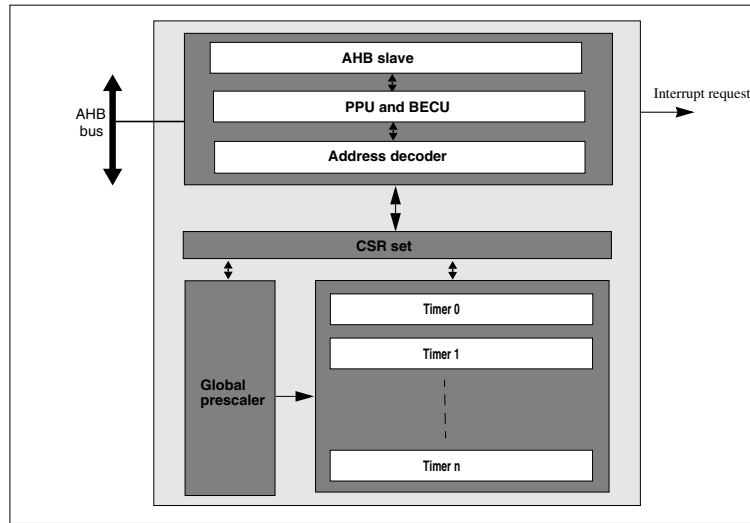 AHB slave
PPU and BECU
Address decoder
AHB
bus
Interrupt request
CSR set
Global
prescaler
Timer 0
Timer 1
Timer n